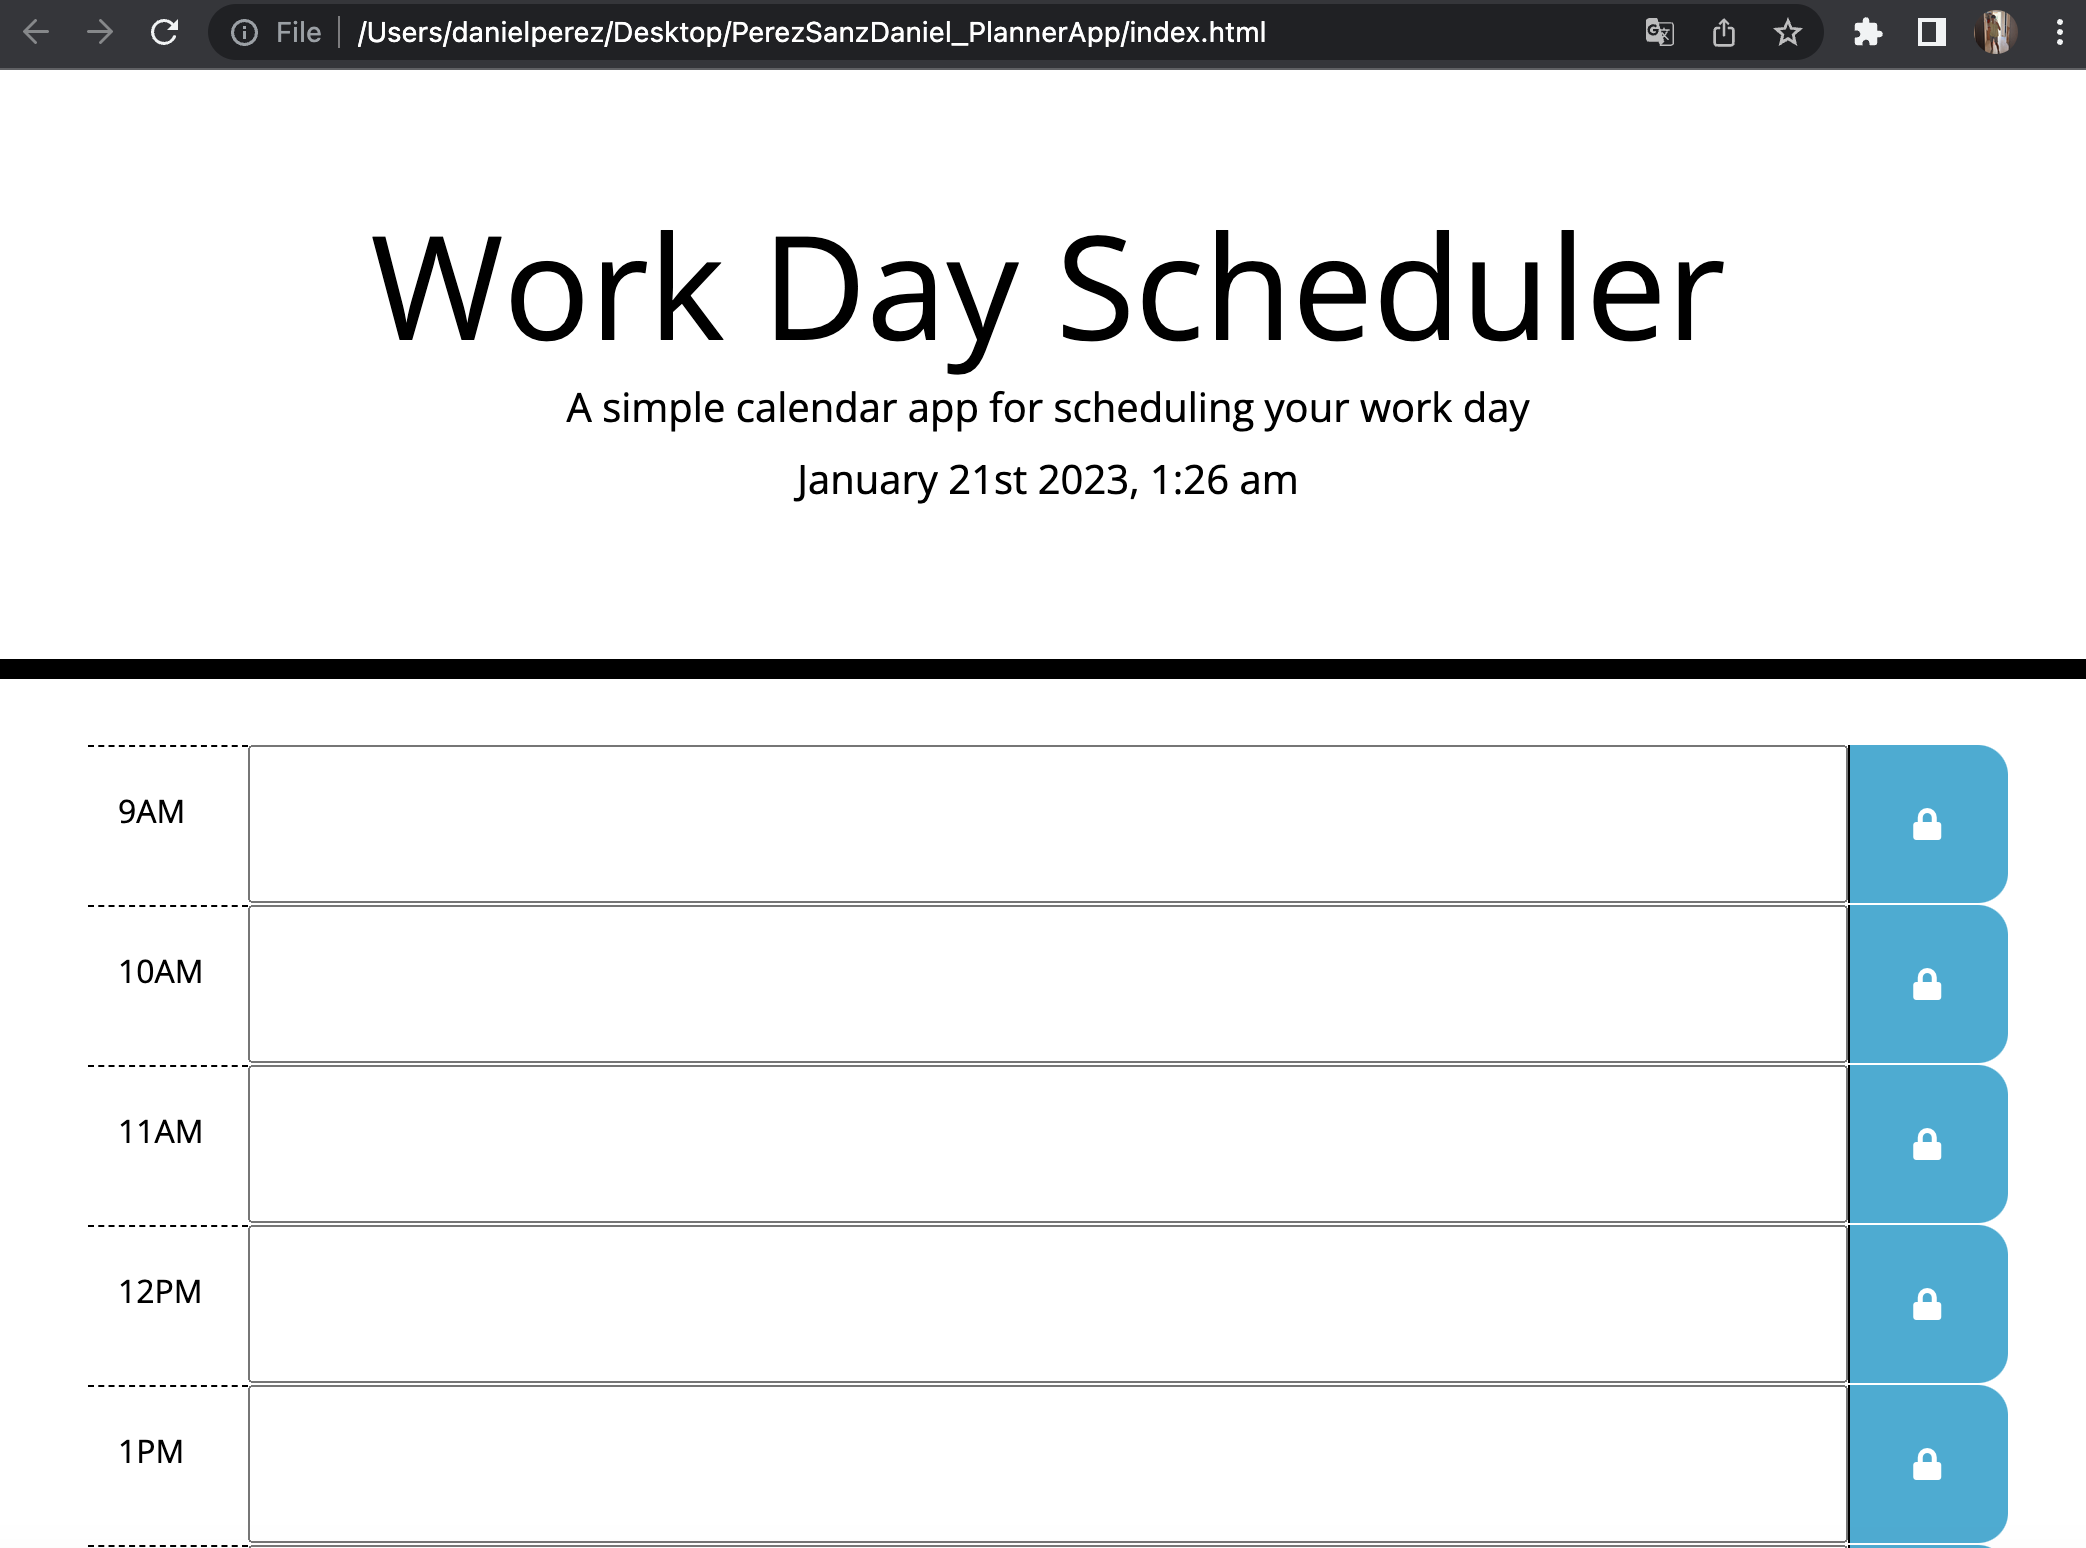 File /Users/danielperez/Desktop/PerezSanzDaniel_PlannerApp/index.html
Work Day Scheduler
A simple calendar app for scheduling your work day
January 21st 2023, 1:26 am
9AM
10AM
11AM
12PM
1PM